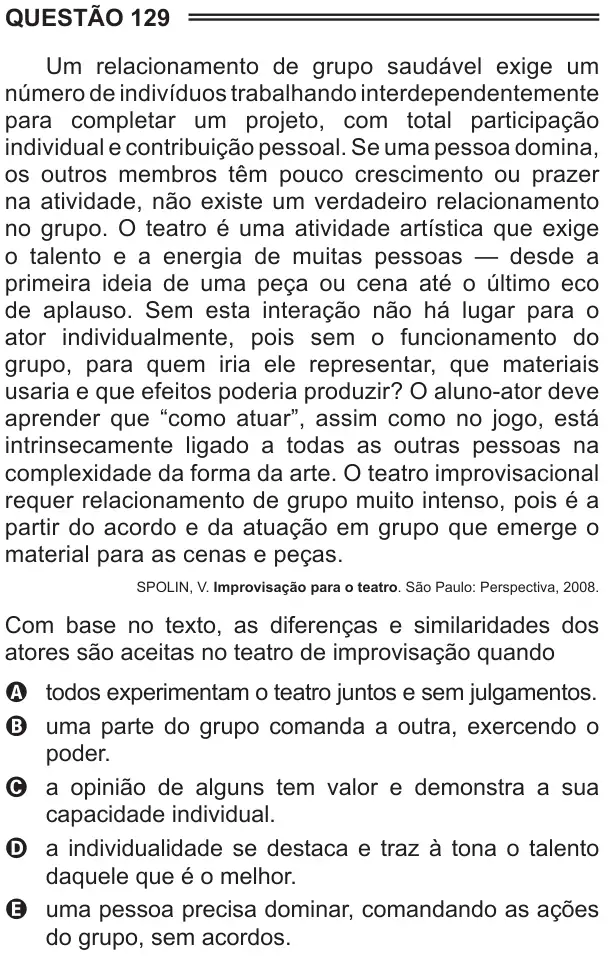 QUESTÃO 129
Um relacionamento de grupo saudável exige um
número de indivíduos trabalhando interdependentemente
para completar um projeto, com total participação
individual e contribuição pessoal. Se uma pessoa domina,
os outros membros têm pouco crescimento ou prazer
na atividade, não existe um verdadeiro relacionamento
no grupo. O teatro é uma atividade artística que exige
o talento e a energia de muitas pessoas — desde a
primeira ideia de uma peça ou cena até o último eco
de aplauso. Sem esta interação não há lugar para o
ator individualmente, pois sem o funcionamento do
grupo, para quem iria ele representar, que materiais
usaria e que efeitos poderia produzir? O aluno-ator deve
aprender que “como atuar”, assim como no jogo, está
intrinsecamente ligado a todas as outras pessoas na
complexidade da forma da arte. O teatro improvisacional
requer relacionamento de grupo muito intenso, pois é a
partir do acordo e da atuação em grupo que emerge o
material para as cenas e peças.
SPOLIN, V. Improvisação para o teatro. São Paulo: Perspectiva, 2008.
Com base no texto, as diferenças e similaridades dos
atores são aceitas no teatro de improvisação quando
A todos experimentam o teatro juntos e sem julgamentos.
B uma parte do grupo comanda a outra, exercendo o
poder.
C a opinião de alguns tem valor e demonstra a sua
capacidade individual.
D a individualidade se destaca e traz à tona o talento
daquele que é o melhor.
E uma pessoa precisa dominar, comandando as ações
do grupo, sem acordos.